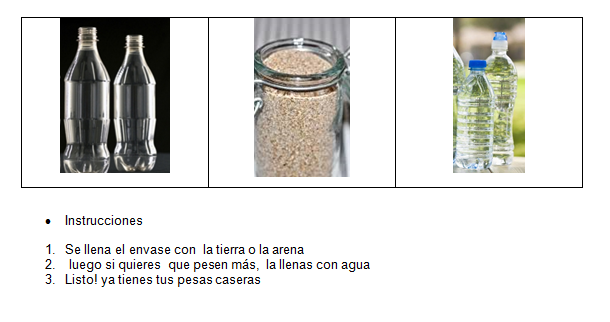 • Instrucciones
1. Se llena el envase con la tierra o la arena
2. luego si quieres que pesen más, la llenas con agua
3. Listo! ya tienes tus pesas caseras